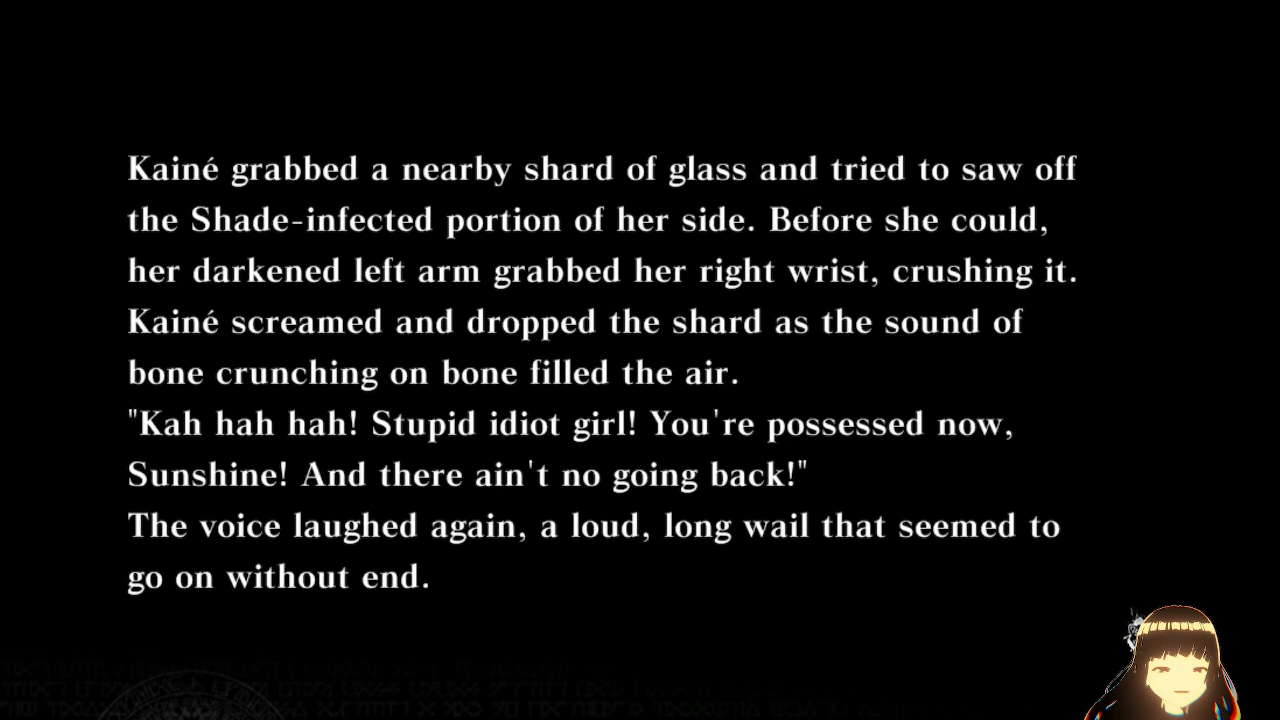 Kainé grabbed a nearby shard of glass and tried to saw off
the Shade-infected portion of her side. Before she could,
her darkened left arm grabbed her right wrist, crushing it.
Kainé screamed and dropped the shard as the sound of
bone crunching on bone filled the air.
"Kah hah hah! Stupid idiot girl! You're possessed now,
Sunshine! And there ain't no going back!"
The voice laughed again, a loud, long wail that seemed to
go on without end.